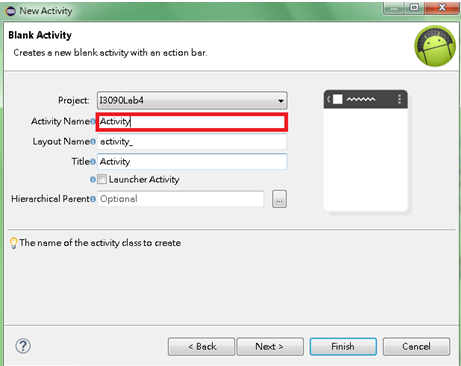 New Activity
Blank Activity
Creates a new blank activity with an action bar.
Project: I3090Lab4
Activity Name Activity
Layout Name activity_
Title Activity
Launcher Activity
Hierarchical Parent Optional ...
The name of the activity class to create
? < Back Next > Finish Cancel